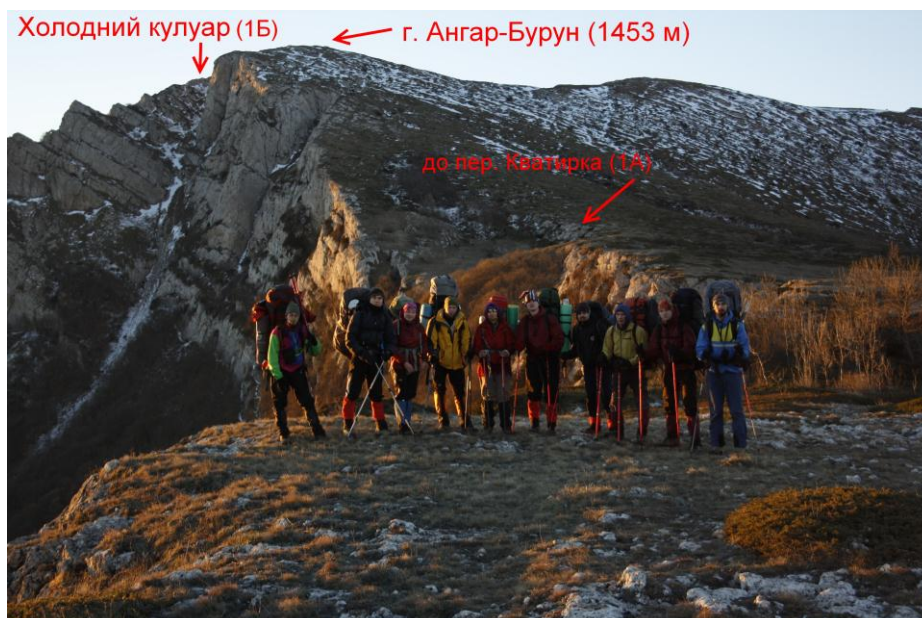 Холодний кулуар (1Б)
г. Ангар-Бурун (1453 м)
до пер. Кватирка (1А)